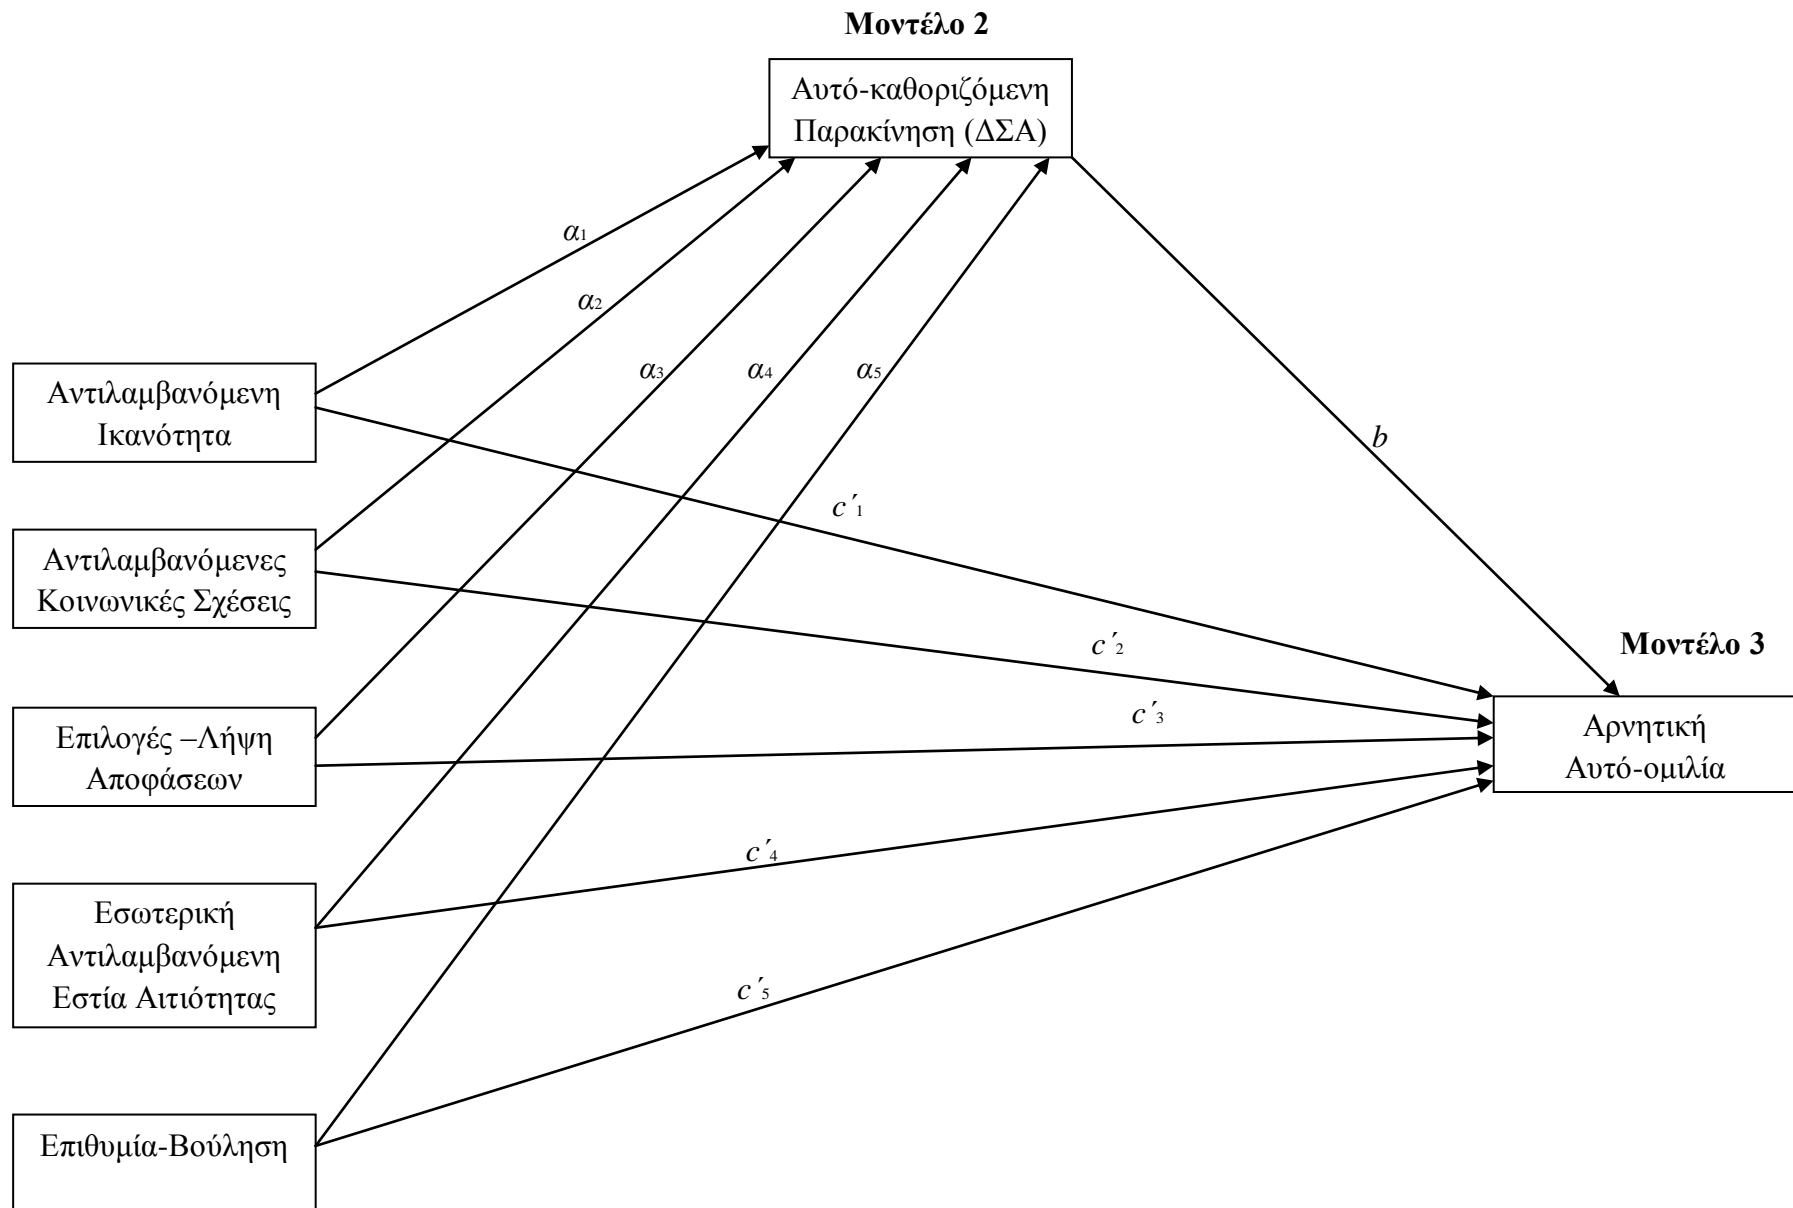 Μοντέλο 2
Αυτό-καθοριζόμενη
Παρακίνηση (ΔΣΑ)
α1
α2
α3
α4
α5
Αντιλαμβανόμενη
Ικανότητα
b
c΄1
Αντιλαμβανόμενες
Κοινωνικές Σχέσεις
c΄2
Μοντέλο 3
c΄3
Επιλογές –Λήψη
Αποφάσεων
Αρνητική
Αυτό-ομιλία
c΄4
Εσωτερική
Αντιλαμβανόμενη
Εστία Αιτιότητας
c΄5
Επιθυμία-Βούληση